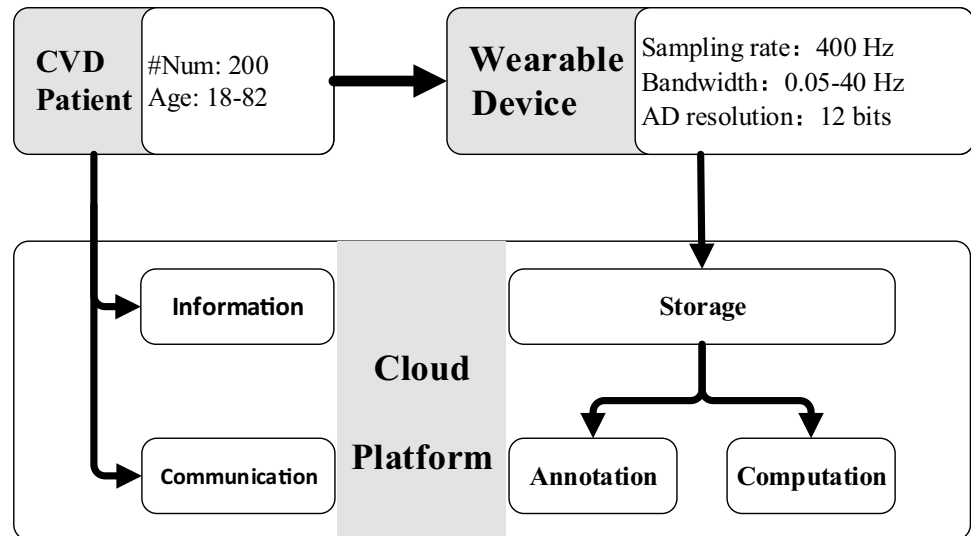 CVD
Patient
#Num: 200
Age: 18-82
Wearable
Device
Sampling rate：400 Hz
Bandwidth：0.05-40 Hz
AD resolution：12 bits
Information
Storage
Cloud
Platform
Communication
Annotation
Computation